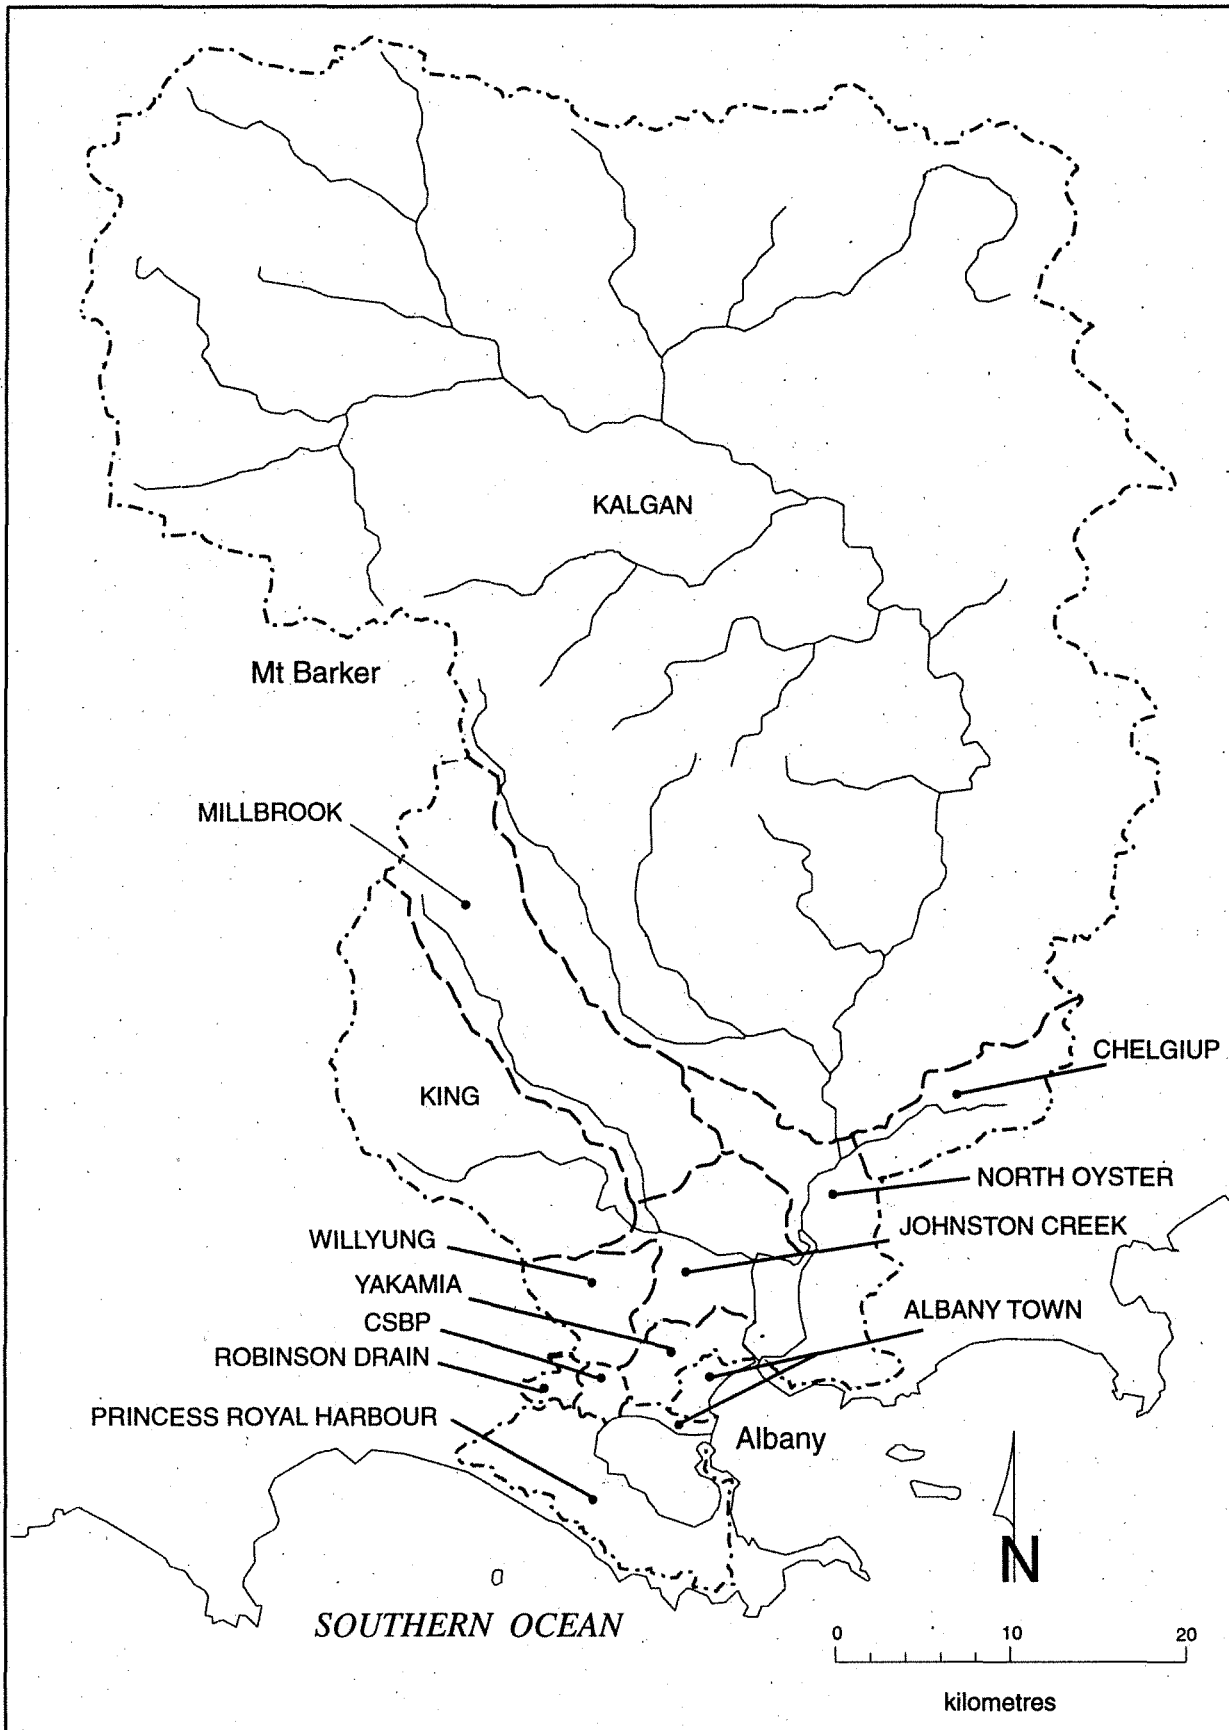 KALGAN
Mt Barker
MILLBROOK
CHELGIUP
KING
NORTH OYSTER
JOHNSTON CREEK
WILLYUNG
YAKAMIA
ALBANY TOWN
CSBP
ROBINSON DRAIN
PRINCESS ROYAL HARBOUR
Albany
N
SOUTHERN OCEAN
0 10 20
kilometres